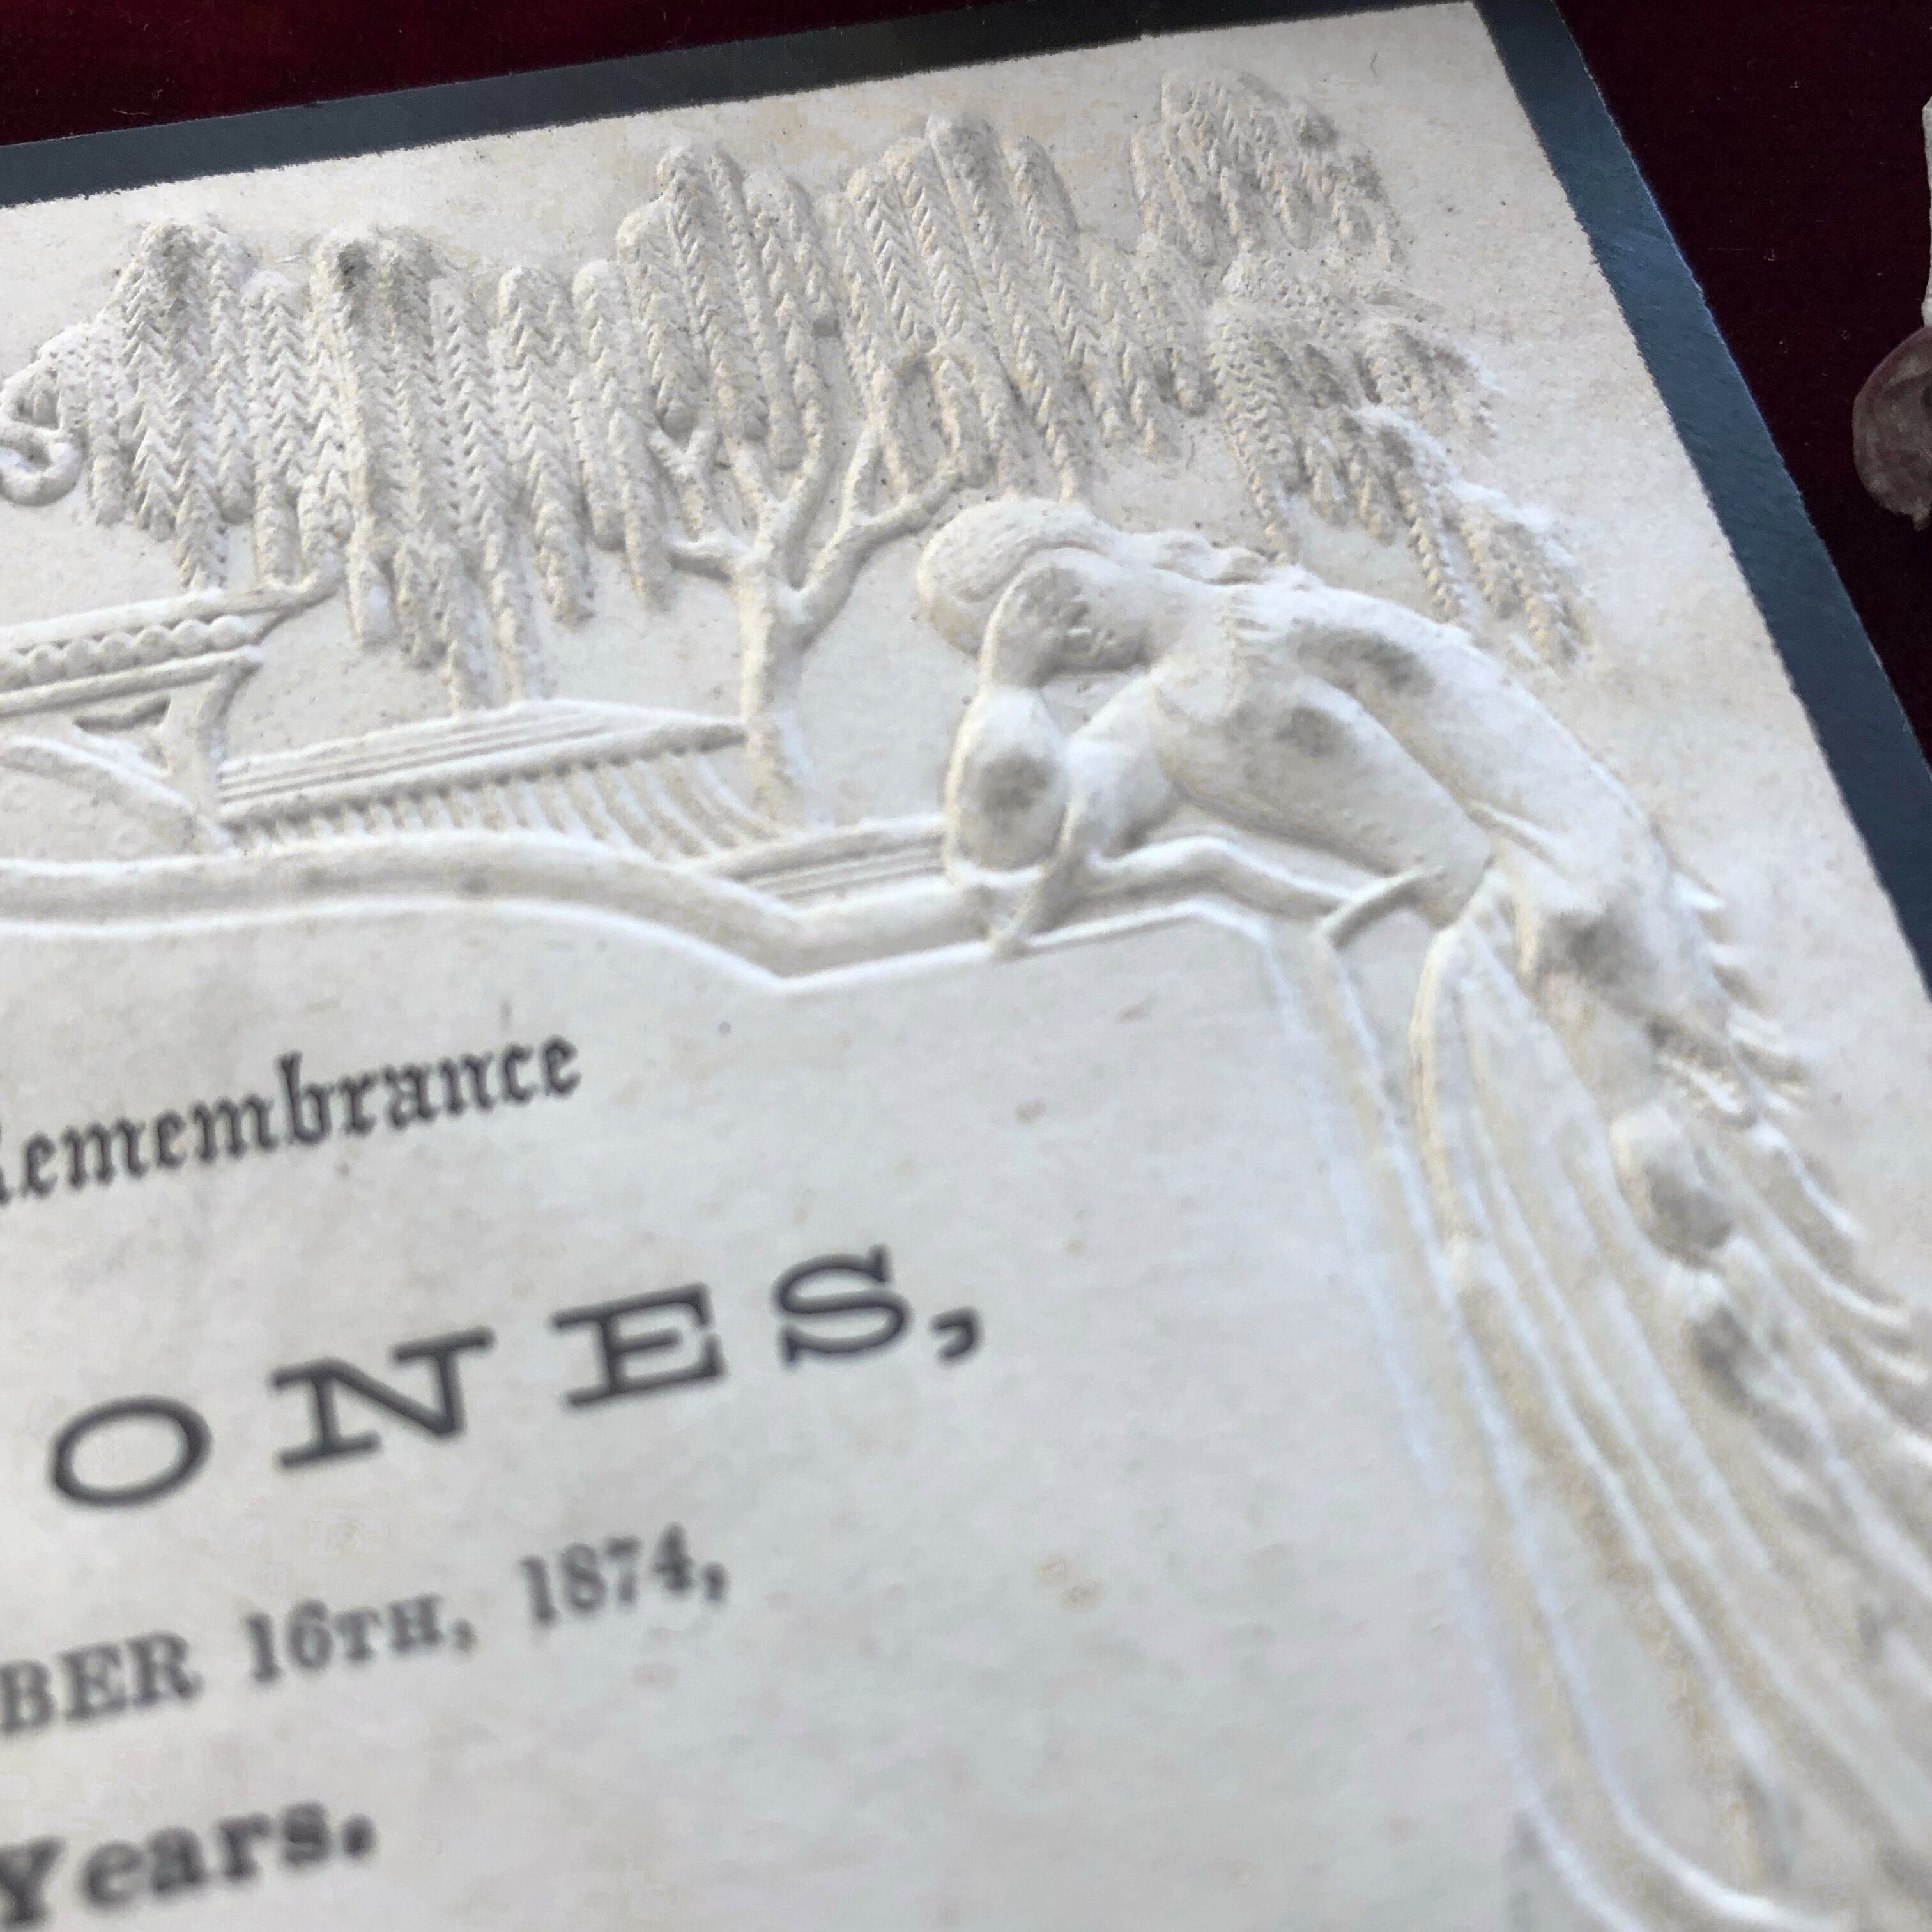 S
Remembrance
ONES,
BER 16TH, 1874,
Years.